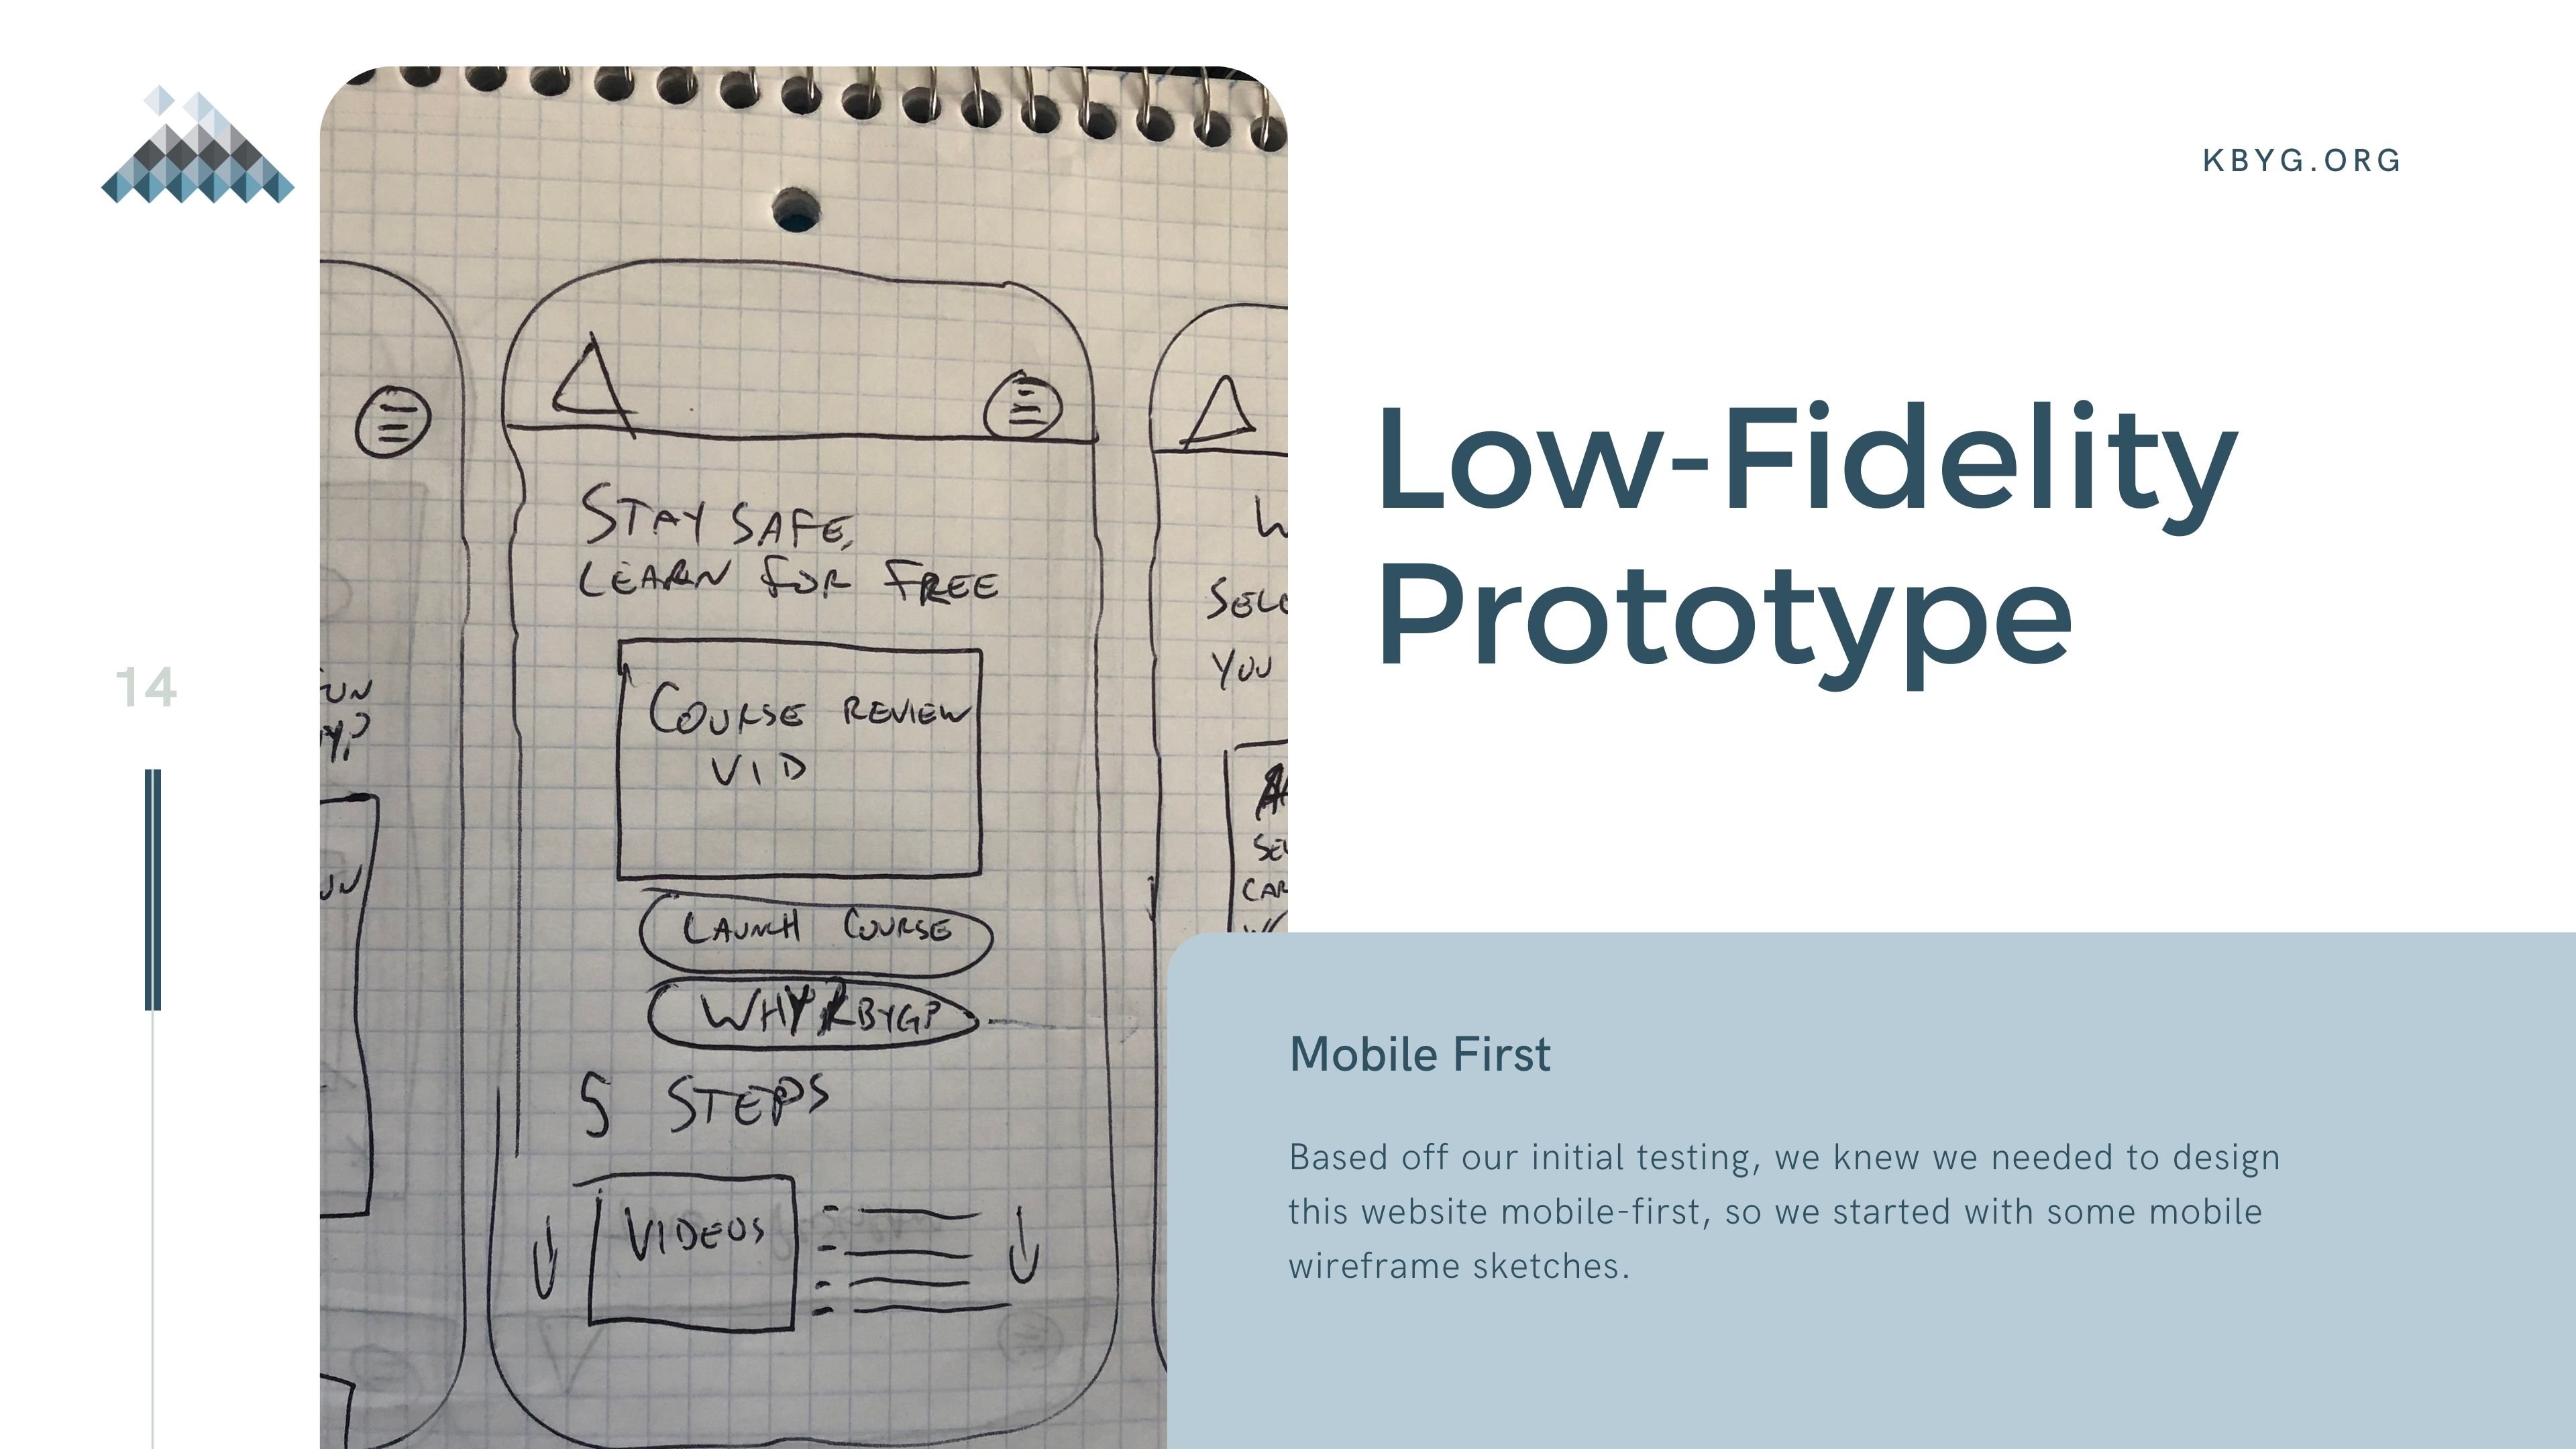 KBYG.ORG
14
STAY SAFE,
LEARN FOR FREE
COURSE REVIEW
VID
LAUNCH COURSE
WHY KBYG?
5 STEPS
VIDEOS
YOU
Low-Fidelity
Prototype
Mobile First
Based off our initial testing, we knew we needed to design
this website mobile-first, so we started with some mobile
wireframe sketches.